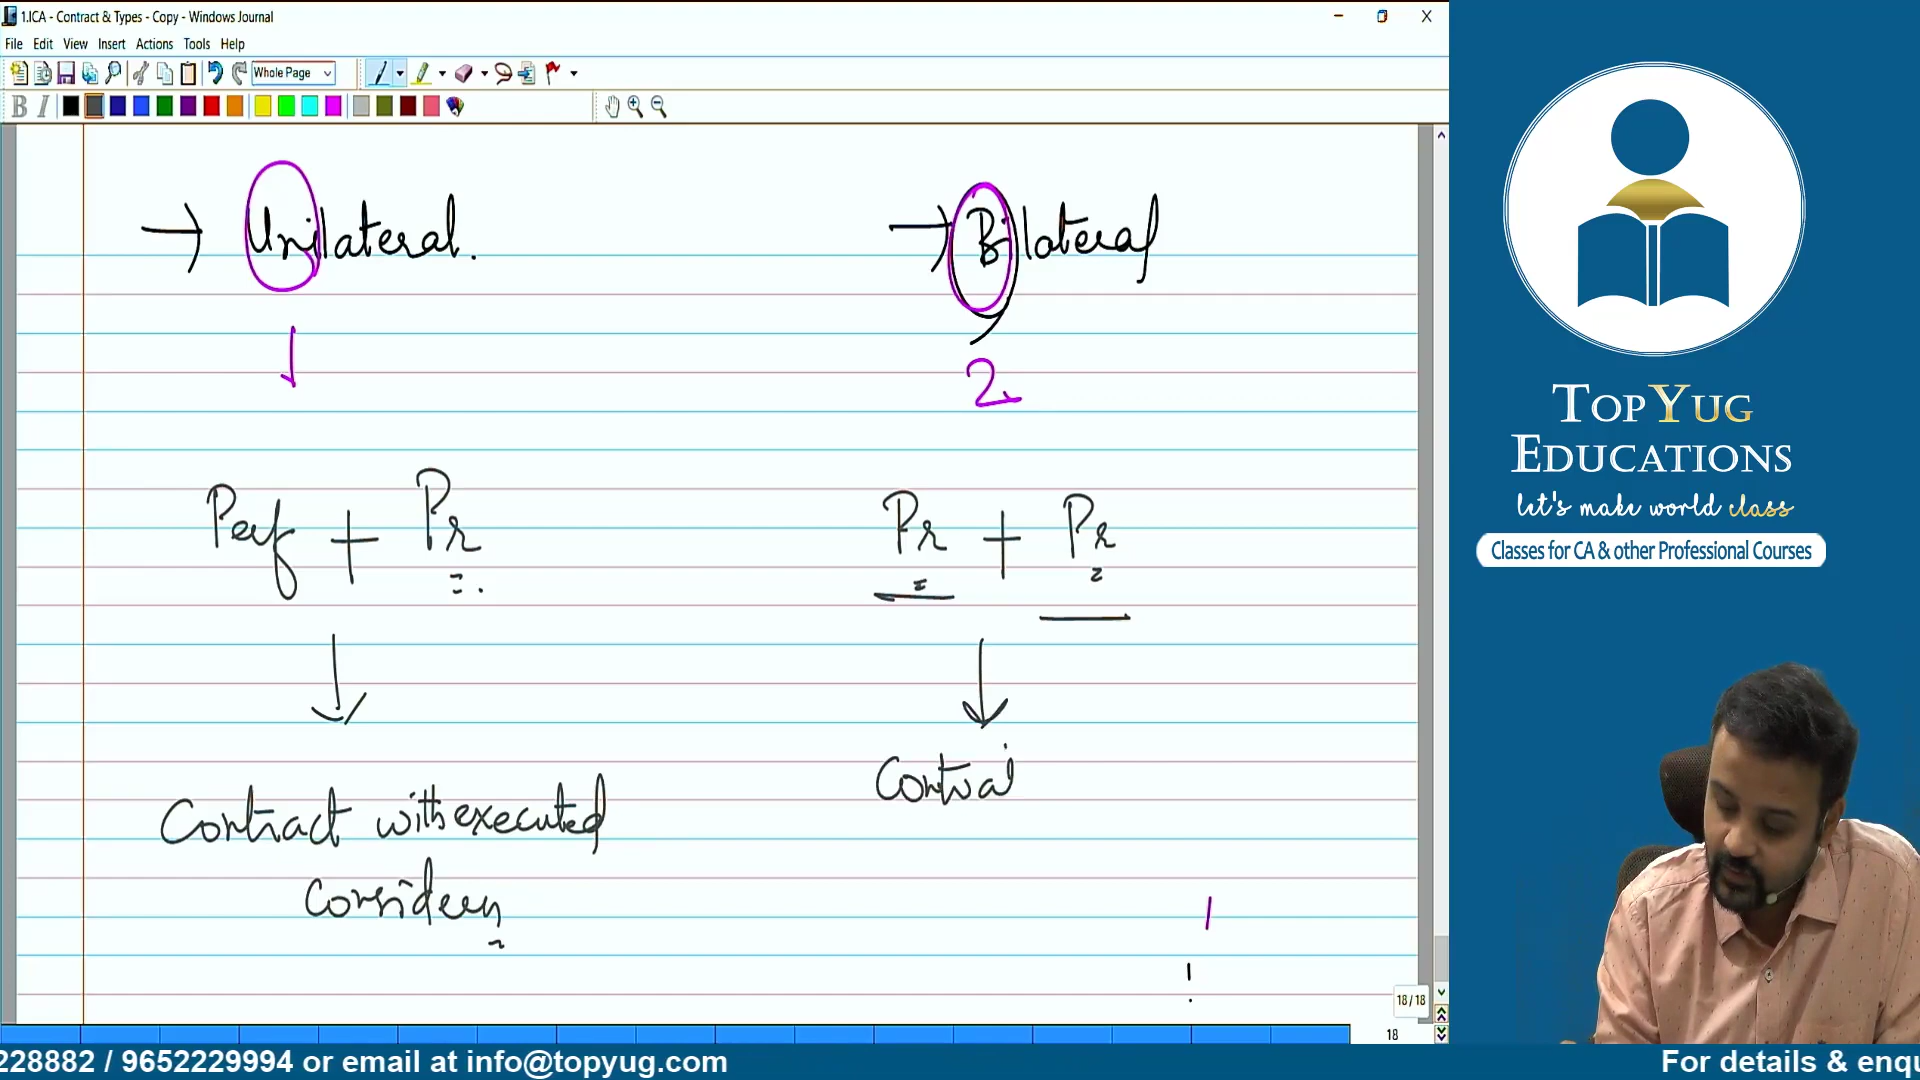 1.ICA - Contract & Types - Copy - Windows Journal
File Edit View Insert Actions Tools Help
Whole Page
B I
→ Unilateral.
→ Bilateral
1
2
Perf + Pr
Pr + Pr
Contract with executed
Contrai
18 / 18
18
TOPYUG
EDUCATIONS
let's make world class
Classes for CA & other Professional Courses
228882 / 9652229994 or email at info@topyug.com
For details & enqu